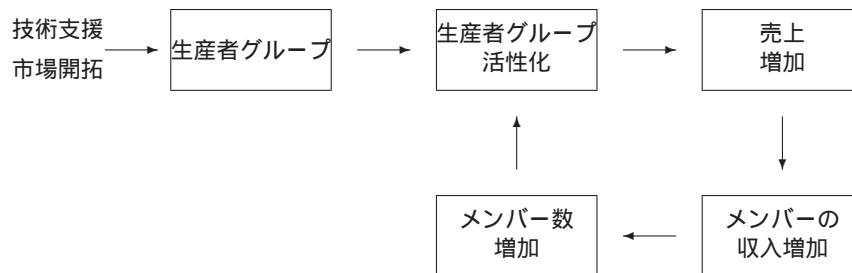 技術支援
市場開拓
生産者グループ
生産者グループ
活性化
売上
増加
メンバー数
増加
メンバーの
収入増加